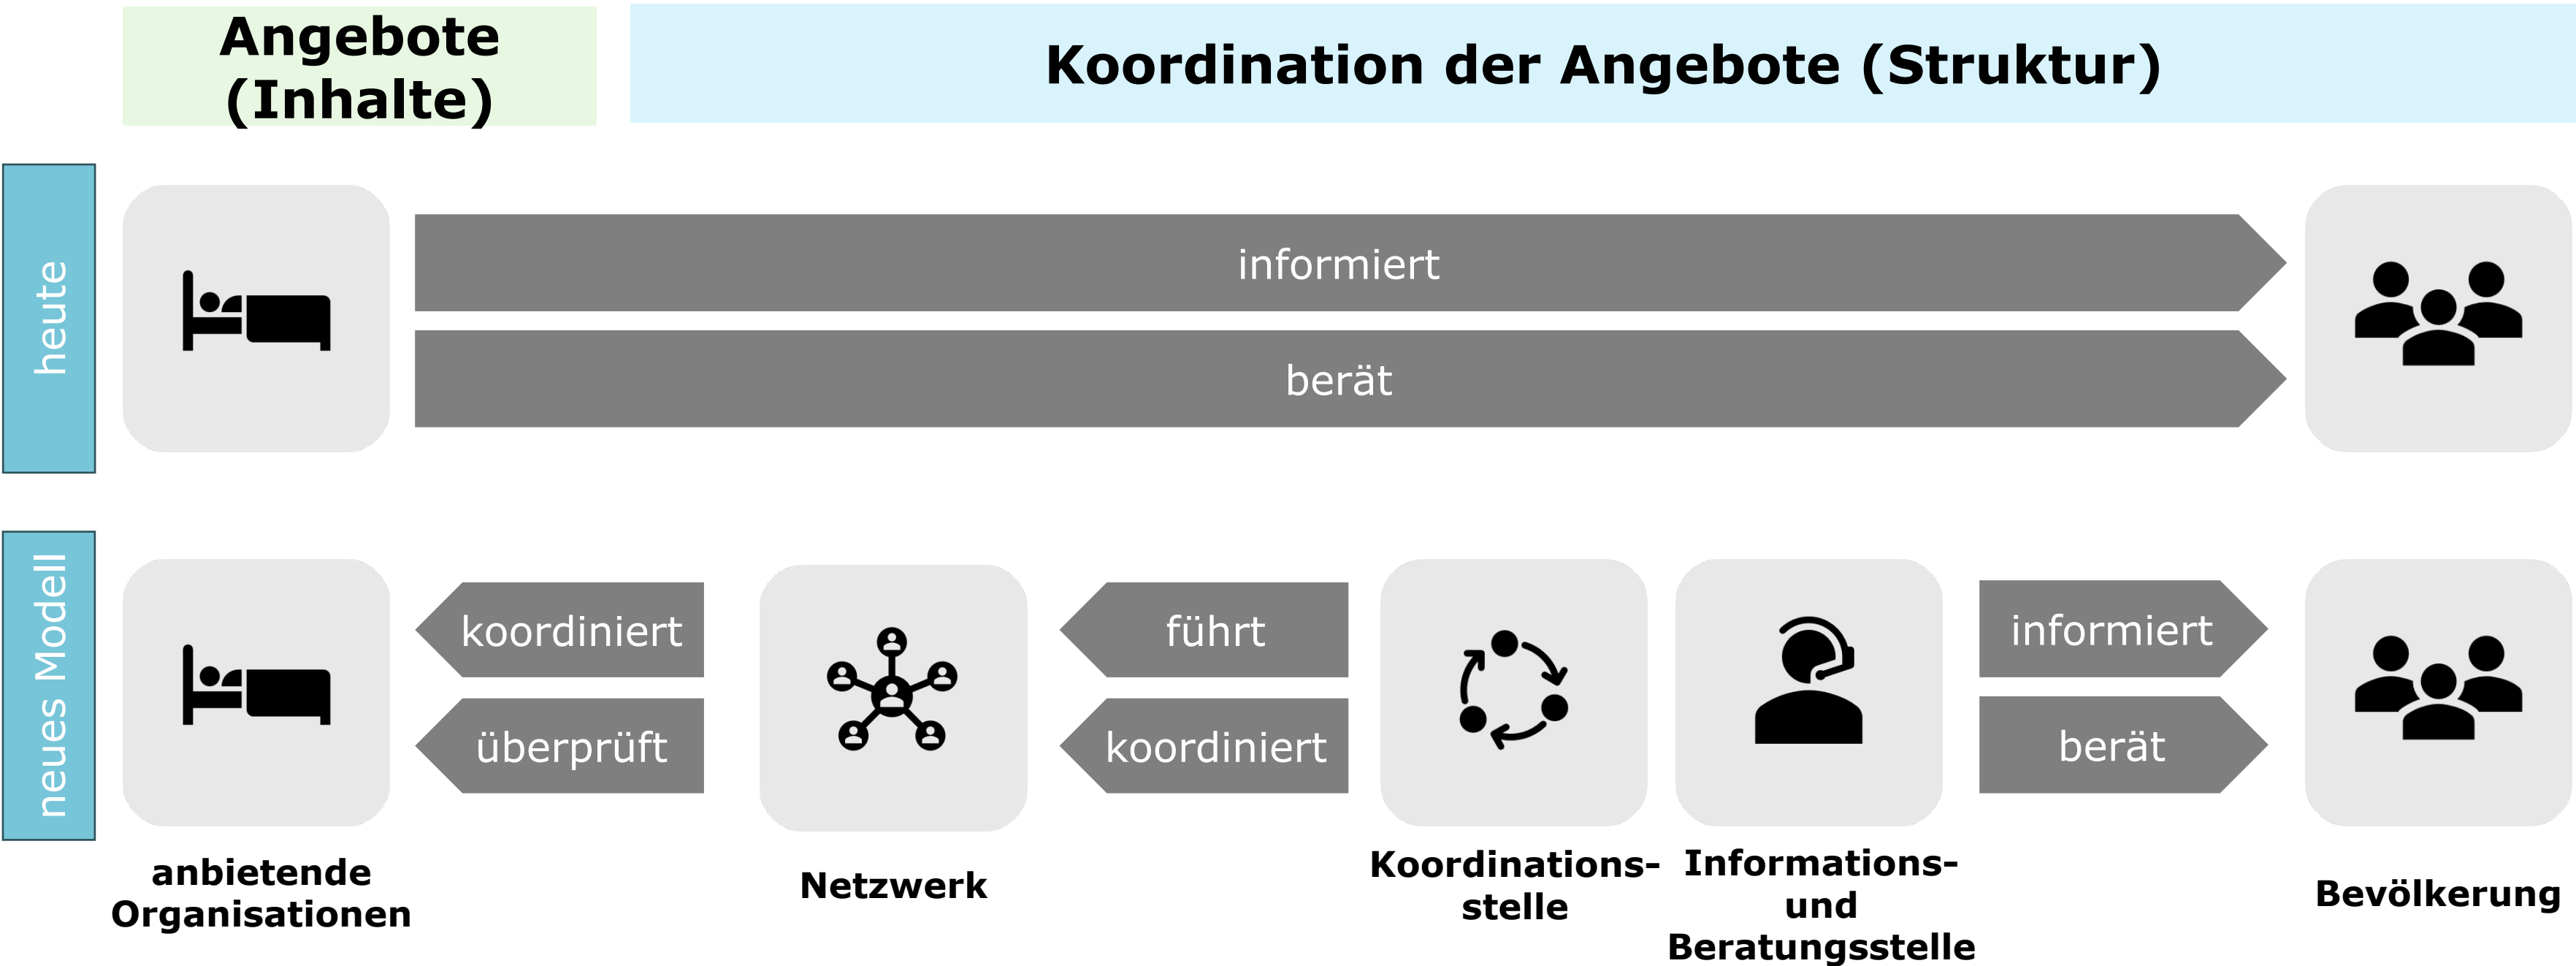 Angebote
(Inhalte)
Koordination der Angebote (Struktur)
heute
informiert
berät
neues Modell
koordiniert
überprüft
führt
koordiniert
informiert
berät
anbietende
Organisationen
Netzwerk
Koordinations-
stelle
Informations-
und
Beratungsstelle
Bevölkerung